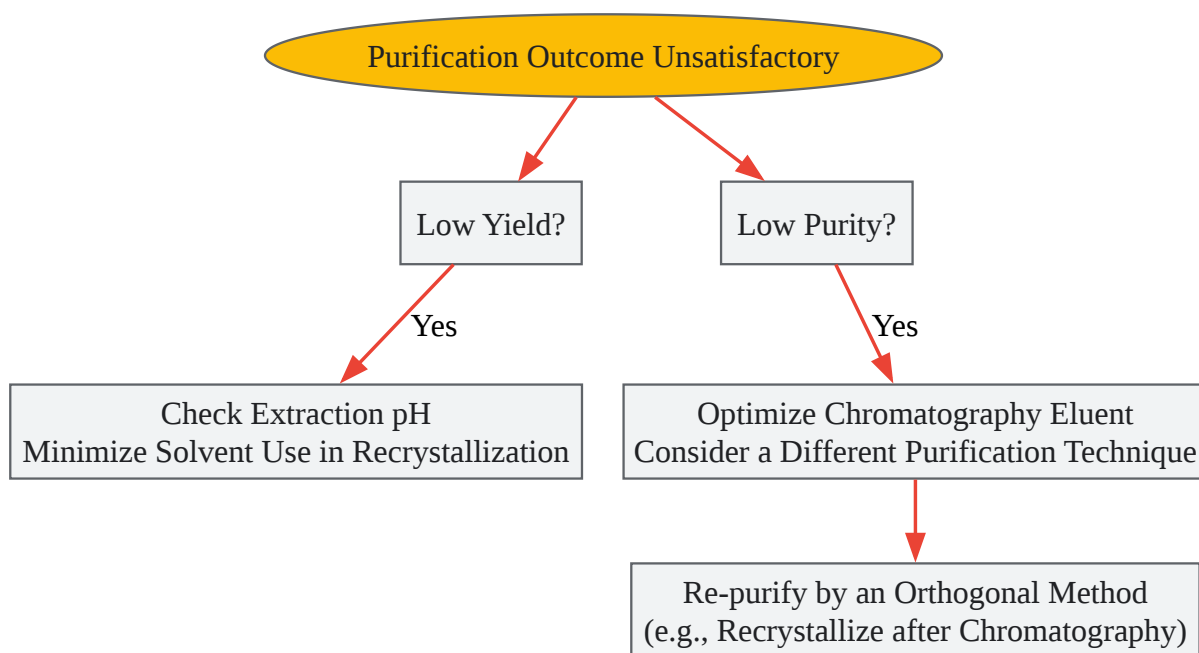 Purification Outcome Unsatisfactory
Low Yield?
Low Purity?
Yes
Yes
Check Extraction pH
Minimize Solvent Use in Recrystallization
Optimize Chromatography Eluent
Consider a Different Purification Technique
Re-purify by an Orthogonal Method
(e.g., Recrystallize after Chromatography)